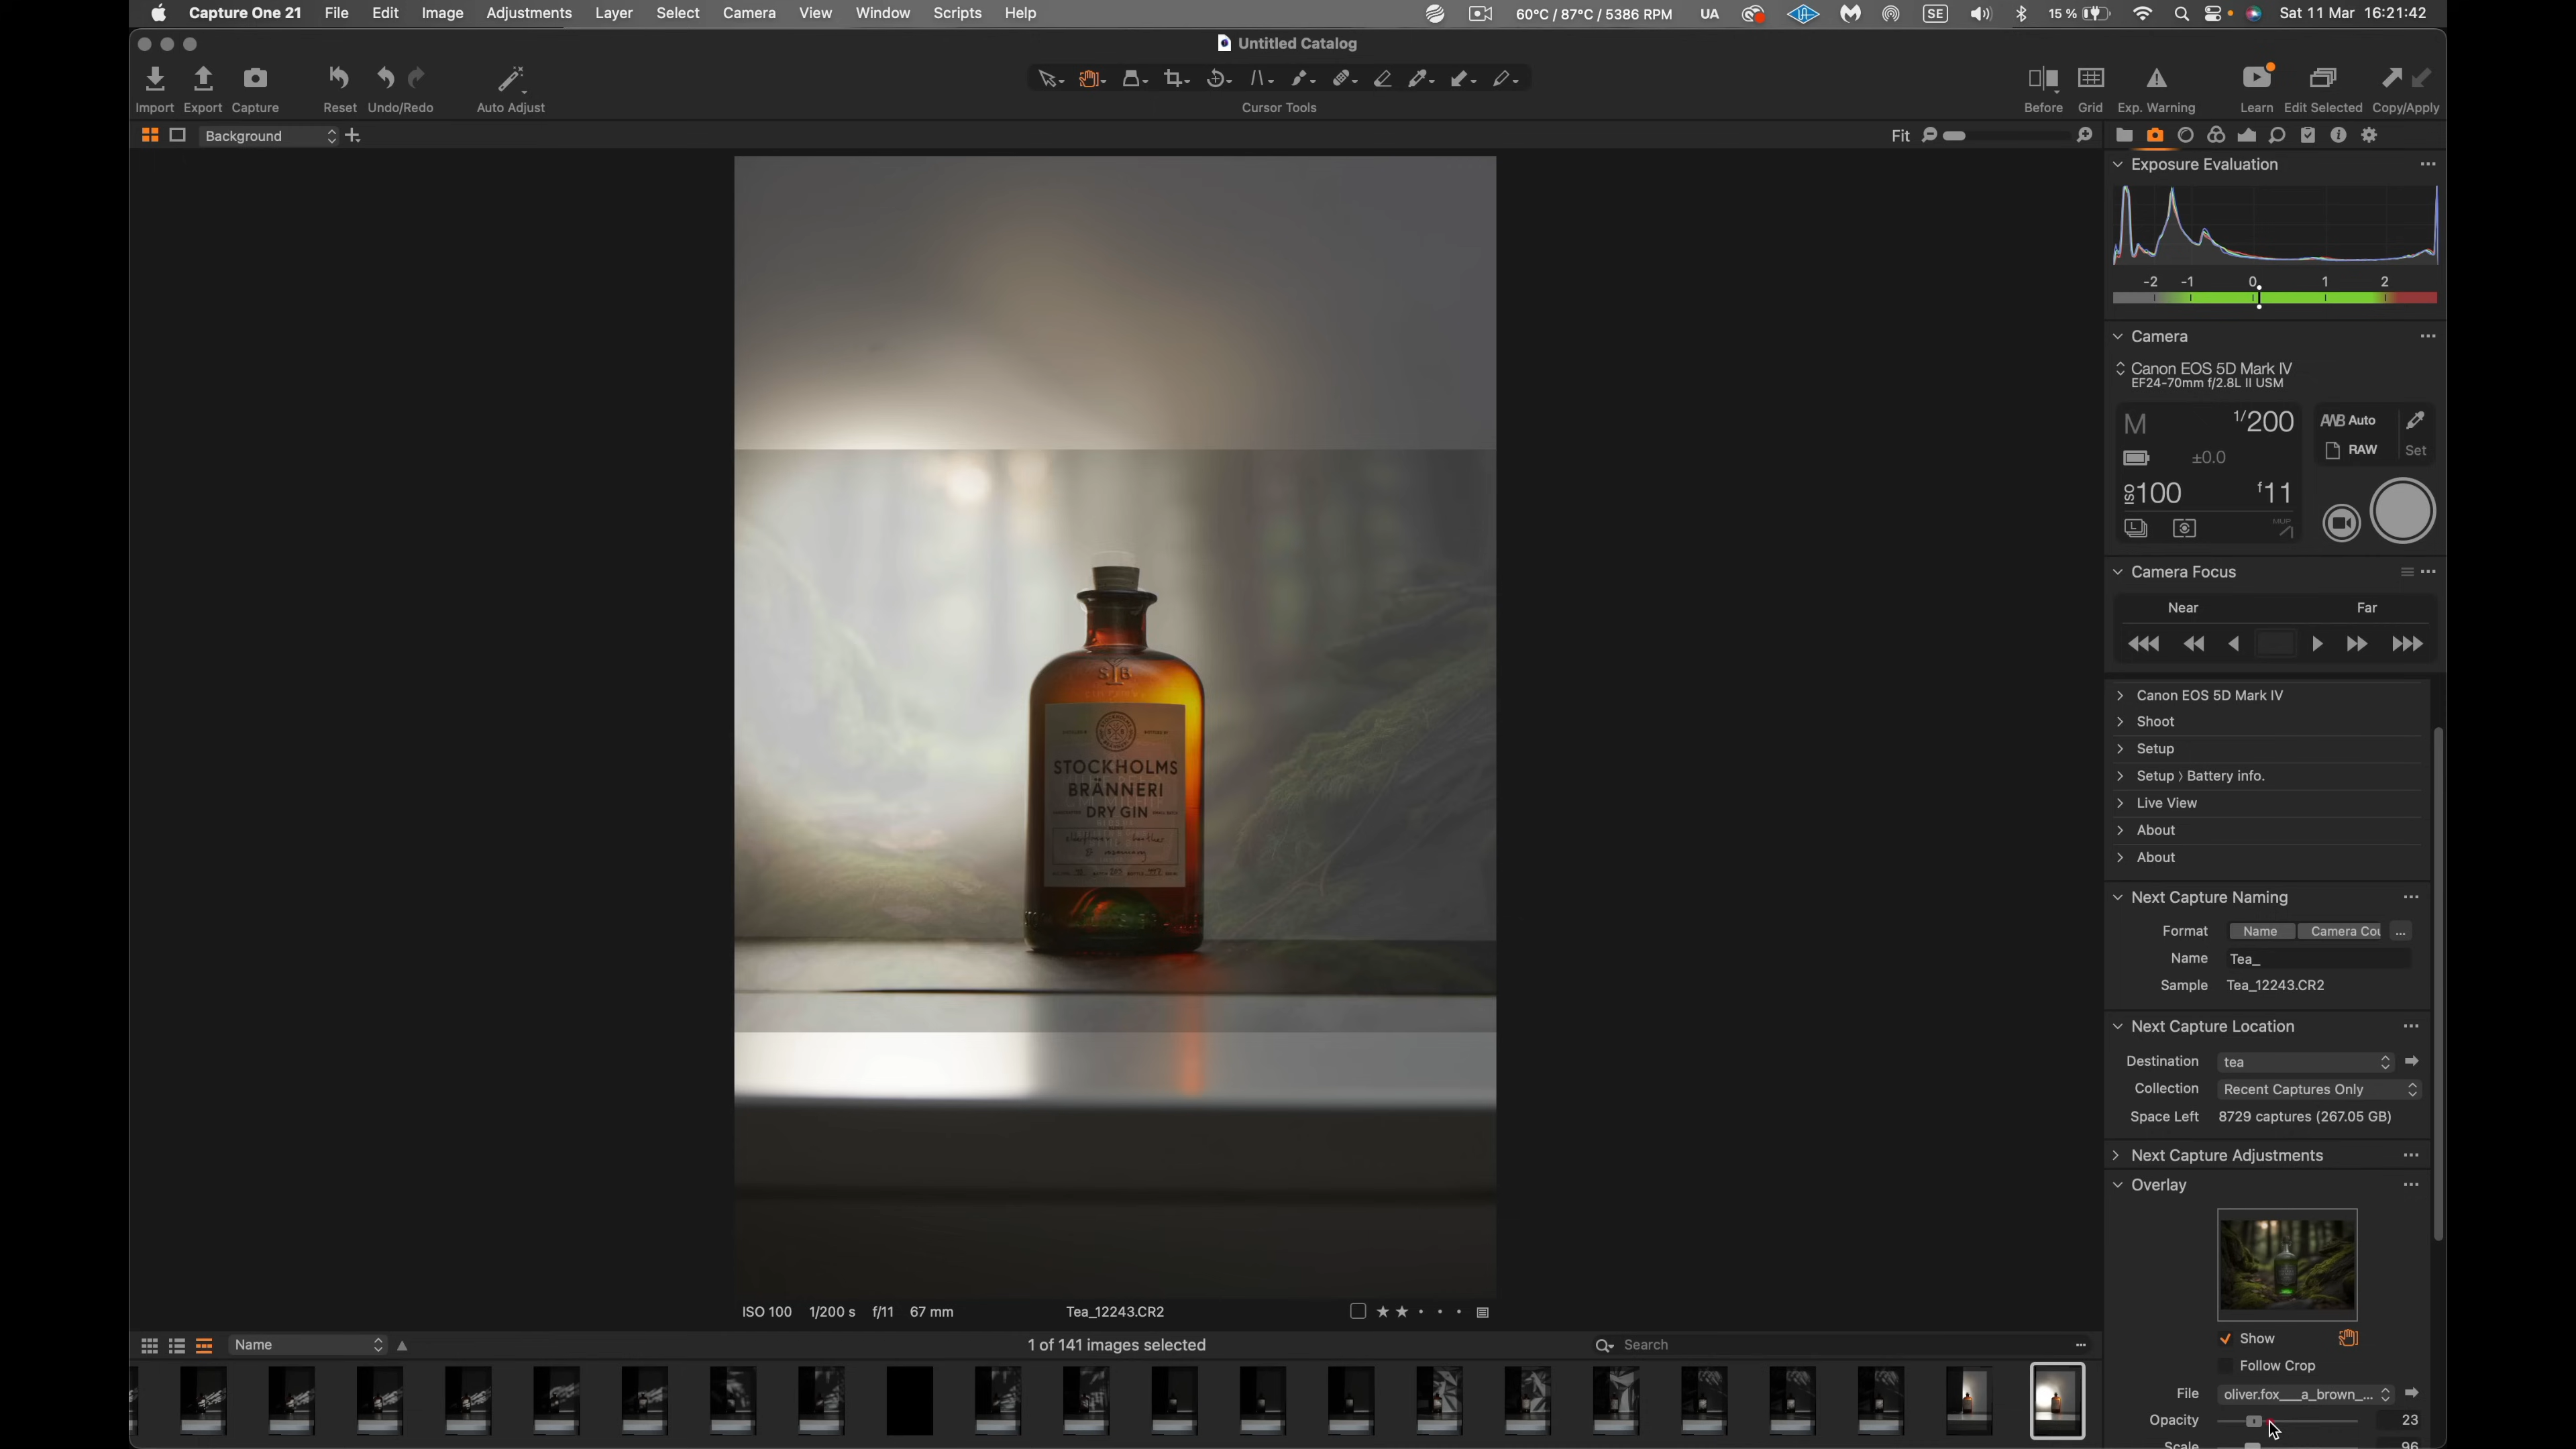 Capture One 21 File Edit Image Adjustments Layer Select Camera View Window Scripts Help 60°C / 87°C / 5386 RPM UA SE 15 % Sat 11 Mar 16:21:42
Untitled Catalog
Import Export Capture Reset Undo/Redo Auto Adjust Cursor Tools Before Grid Exp. Warning Learn Edit Selected Copy/Apply
Background Fit
Exposure Evaluation
-2 -1 0 1 2
Camera
Canon EOS 5D Mark IV
EF24-70mm f/2.8L II USM
M 1/200 AWB Auto
±0.0 RAW Set
ISO 100 f11
MUP
Camera Focus
Near Far
Canon EOS 5D Mark IV
Shoot
Setup
Setup › Battery info.
Live View
About
About
Next Capture Naming
Format Name Camera Cou ...
Name Tea_
Sample Tea_12243.CR2
Next Capture Location
Destination tea
Collection Recent Captures Only
Space Left 8729 captures (267.05 GB)
Next Capture Adjustments
Overlay
Show
Follow Crop
File oliver.fox___a_brown_...
Opacity 23
Scale 96
S B
STOCKHOLMS
BRÄNNERI
DRY GIN
& rosemary
ISO 100 1/200 s f/11 67 mm Tea_12243.CR2
Name 1 of 141 images selected Search